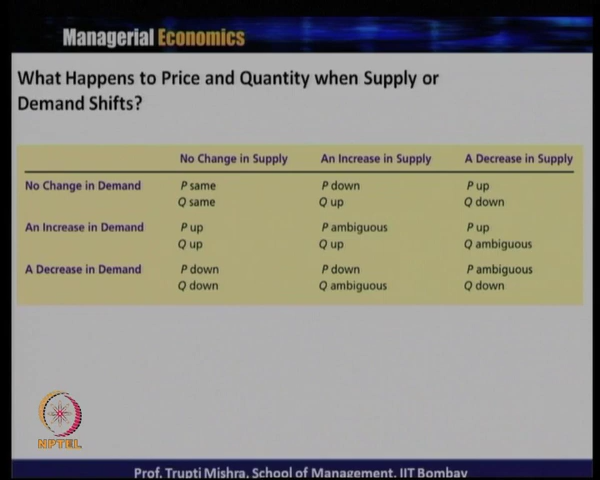 Managerial Economics
What Happens to Price and Quantity when Supply or
Demand Shifts?
No Change in Supply An Increase in Supply A Decrease in Supply
No Change in Demand P same P down P up
Q same Q up Q down
An Increase in Demand P up P ambiguous P up
Q up Q up Q ambiguous
A Decrease in Demand P down P down P ambiguous
Q down Q ambiguous Q down
NPTEL
Prof. Trupti Mishra, School of Management, IIT Bombay